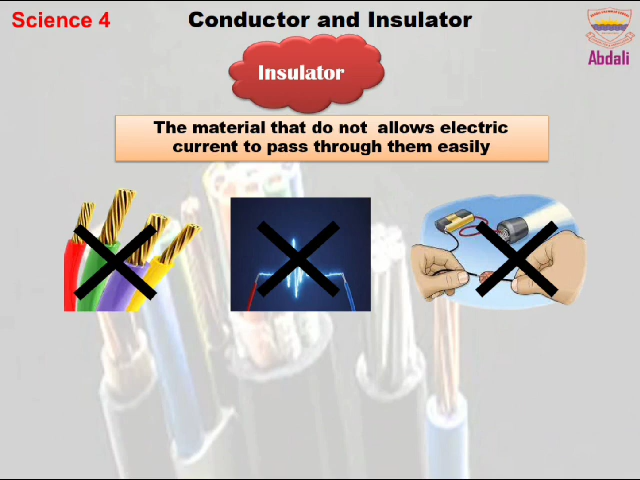 Science 4
Conductor and Insulator
Abdali
Insulator
The material that do not allows electric
current to pass through them easily